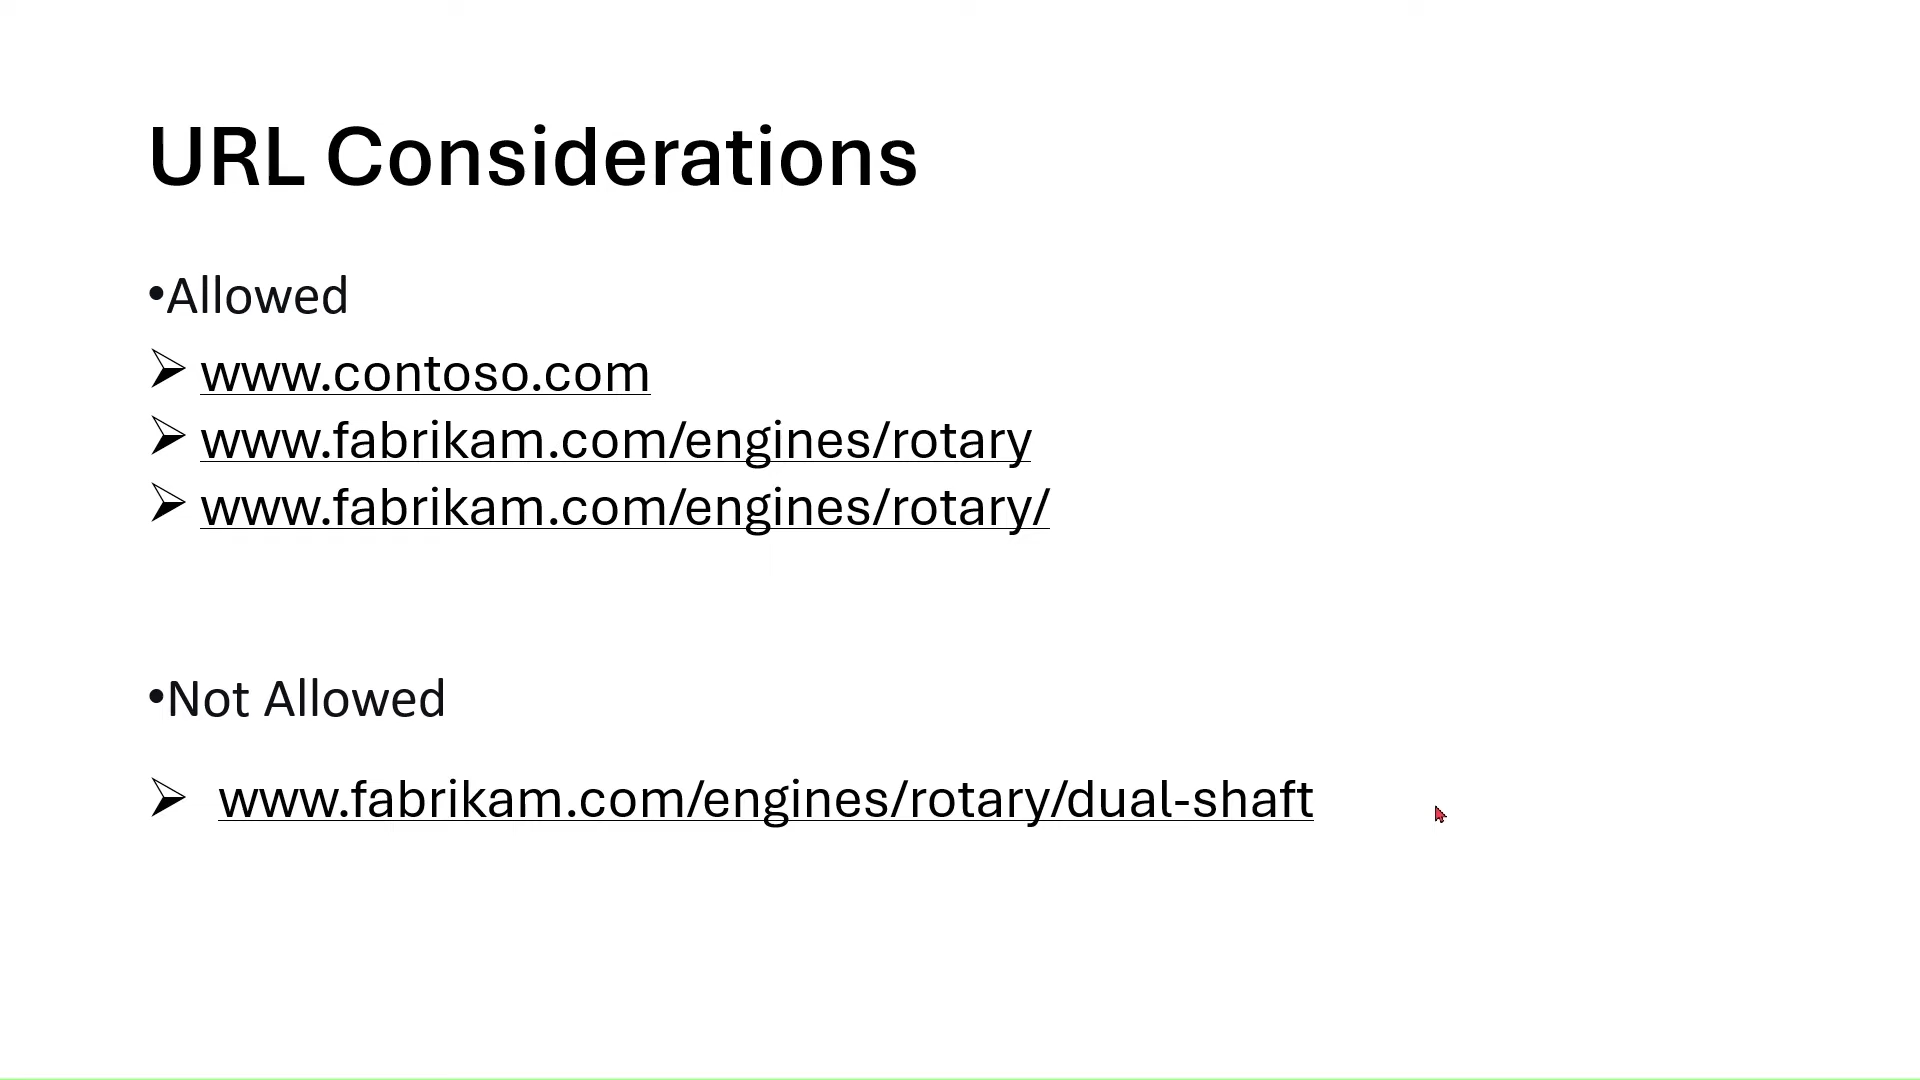 URL Considerations
•Allowed
➢ www.contoso.com
➢ www.fabrikam.com/engines/rotary
➢ www.fabrikam.com/engines/rotary/
•Not Allowed
➢ www.fabrikam.com/engines/rotary/dual-shaft